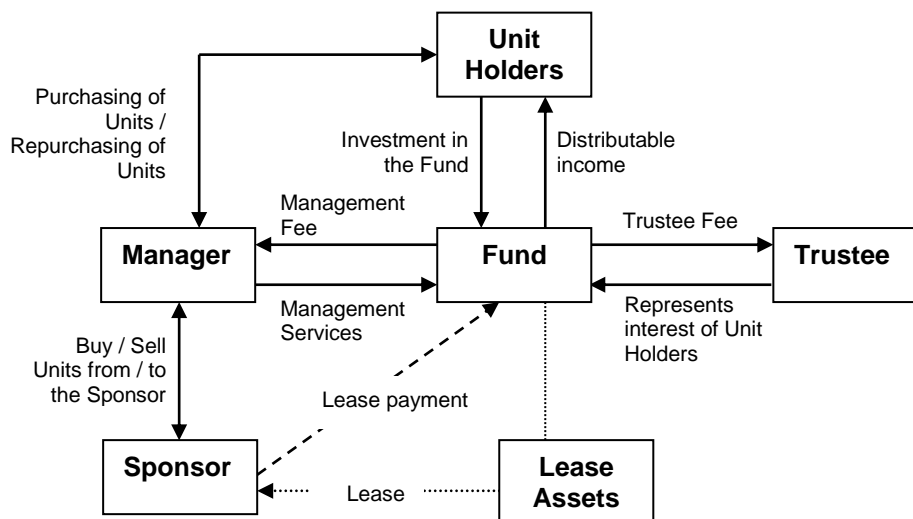 Unit
Holders
Purchasing of
Units /
Repurchasing of
Units
Investment in
the Fund
Distributable
income
Management
Fee
Trustee Fee
Manager
Fund
Trustee
Management
Services
Represents
interest of Unit
Holders
Buy / Sell
Units from / to
the Sponsor
Lease payment
Sponsor
Lease
Lease
Assets